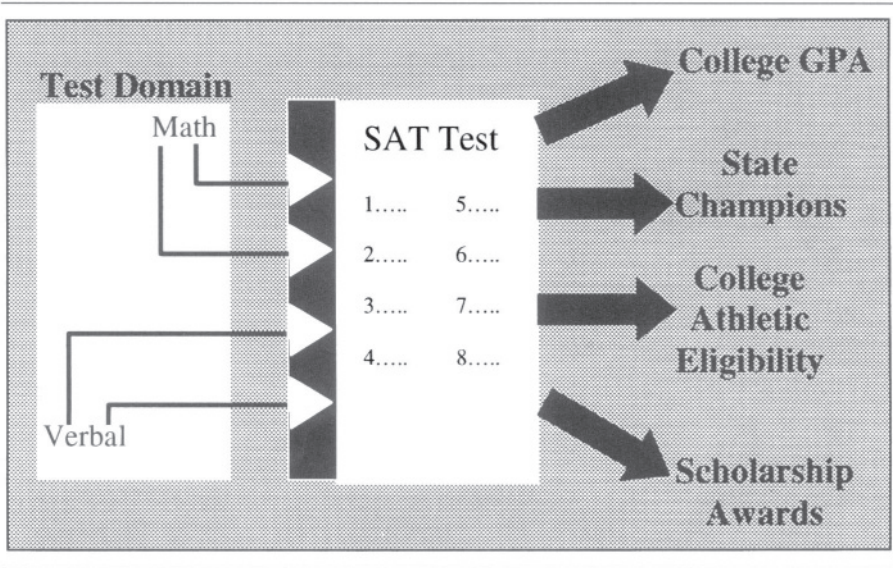 Test Domain
Math
Verbal
SAT Test
1..... 5.....
2..... 6.....
3..... 7.....
4..... 8.....
College GPA
State
Champions
College
Athletic
Eligibility
Scholarship
Awards